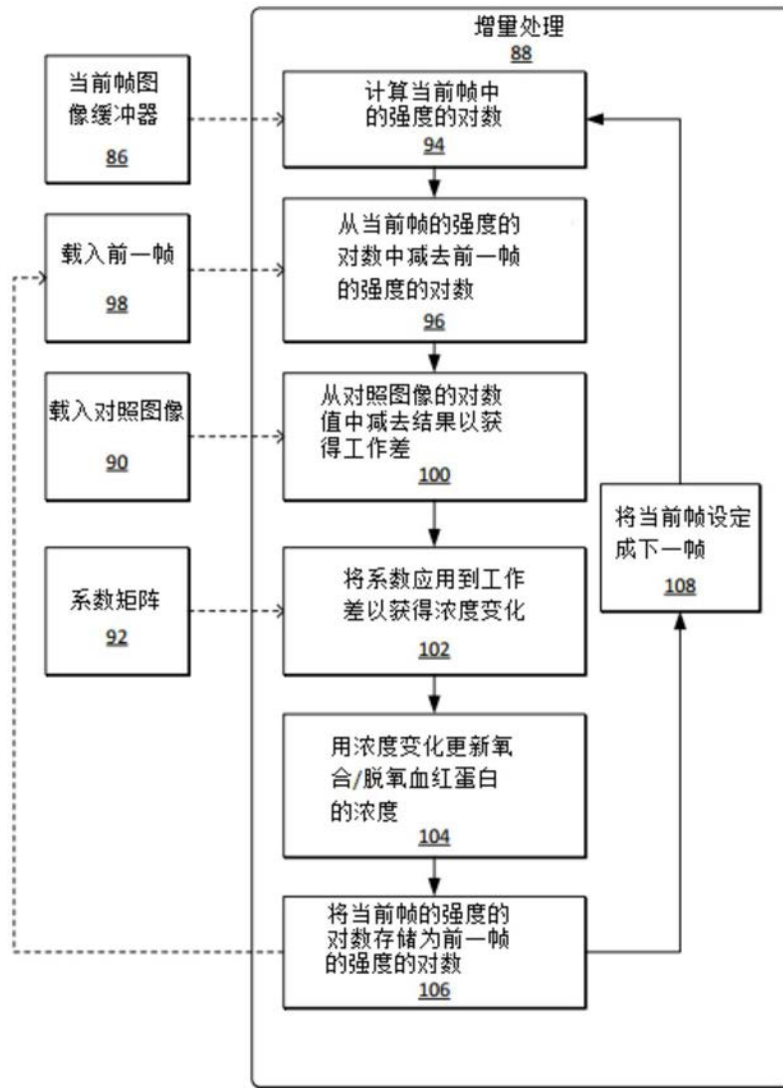 增量处理
88
当前帧图
像缓冲器
86
计算当前帧中
的强度的对数
94
载入前一帧
98
从当前帧的强度的
对数中减去前一帧
的强度的对数
96
载入对照图像
90
从对照图像的对数
值中减去结果以获
得工作差
100
将当前帧设定
成下一帧
108
系数矩阵
92
将系数应用到工作
差以获得浓度变化
102
用浓度变化更新氧
合/脱氧血红蛋白
的浓度
104
将当前帧的强度的
对数存储为前一帧
的强度的对数
106